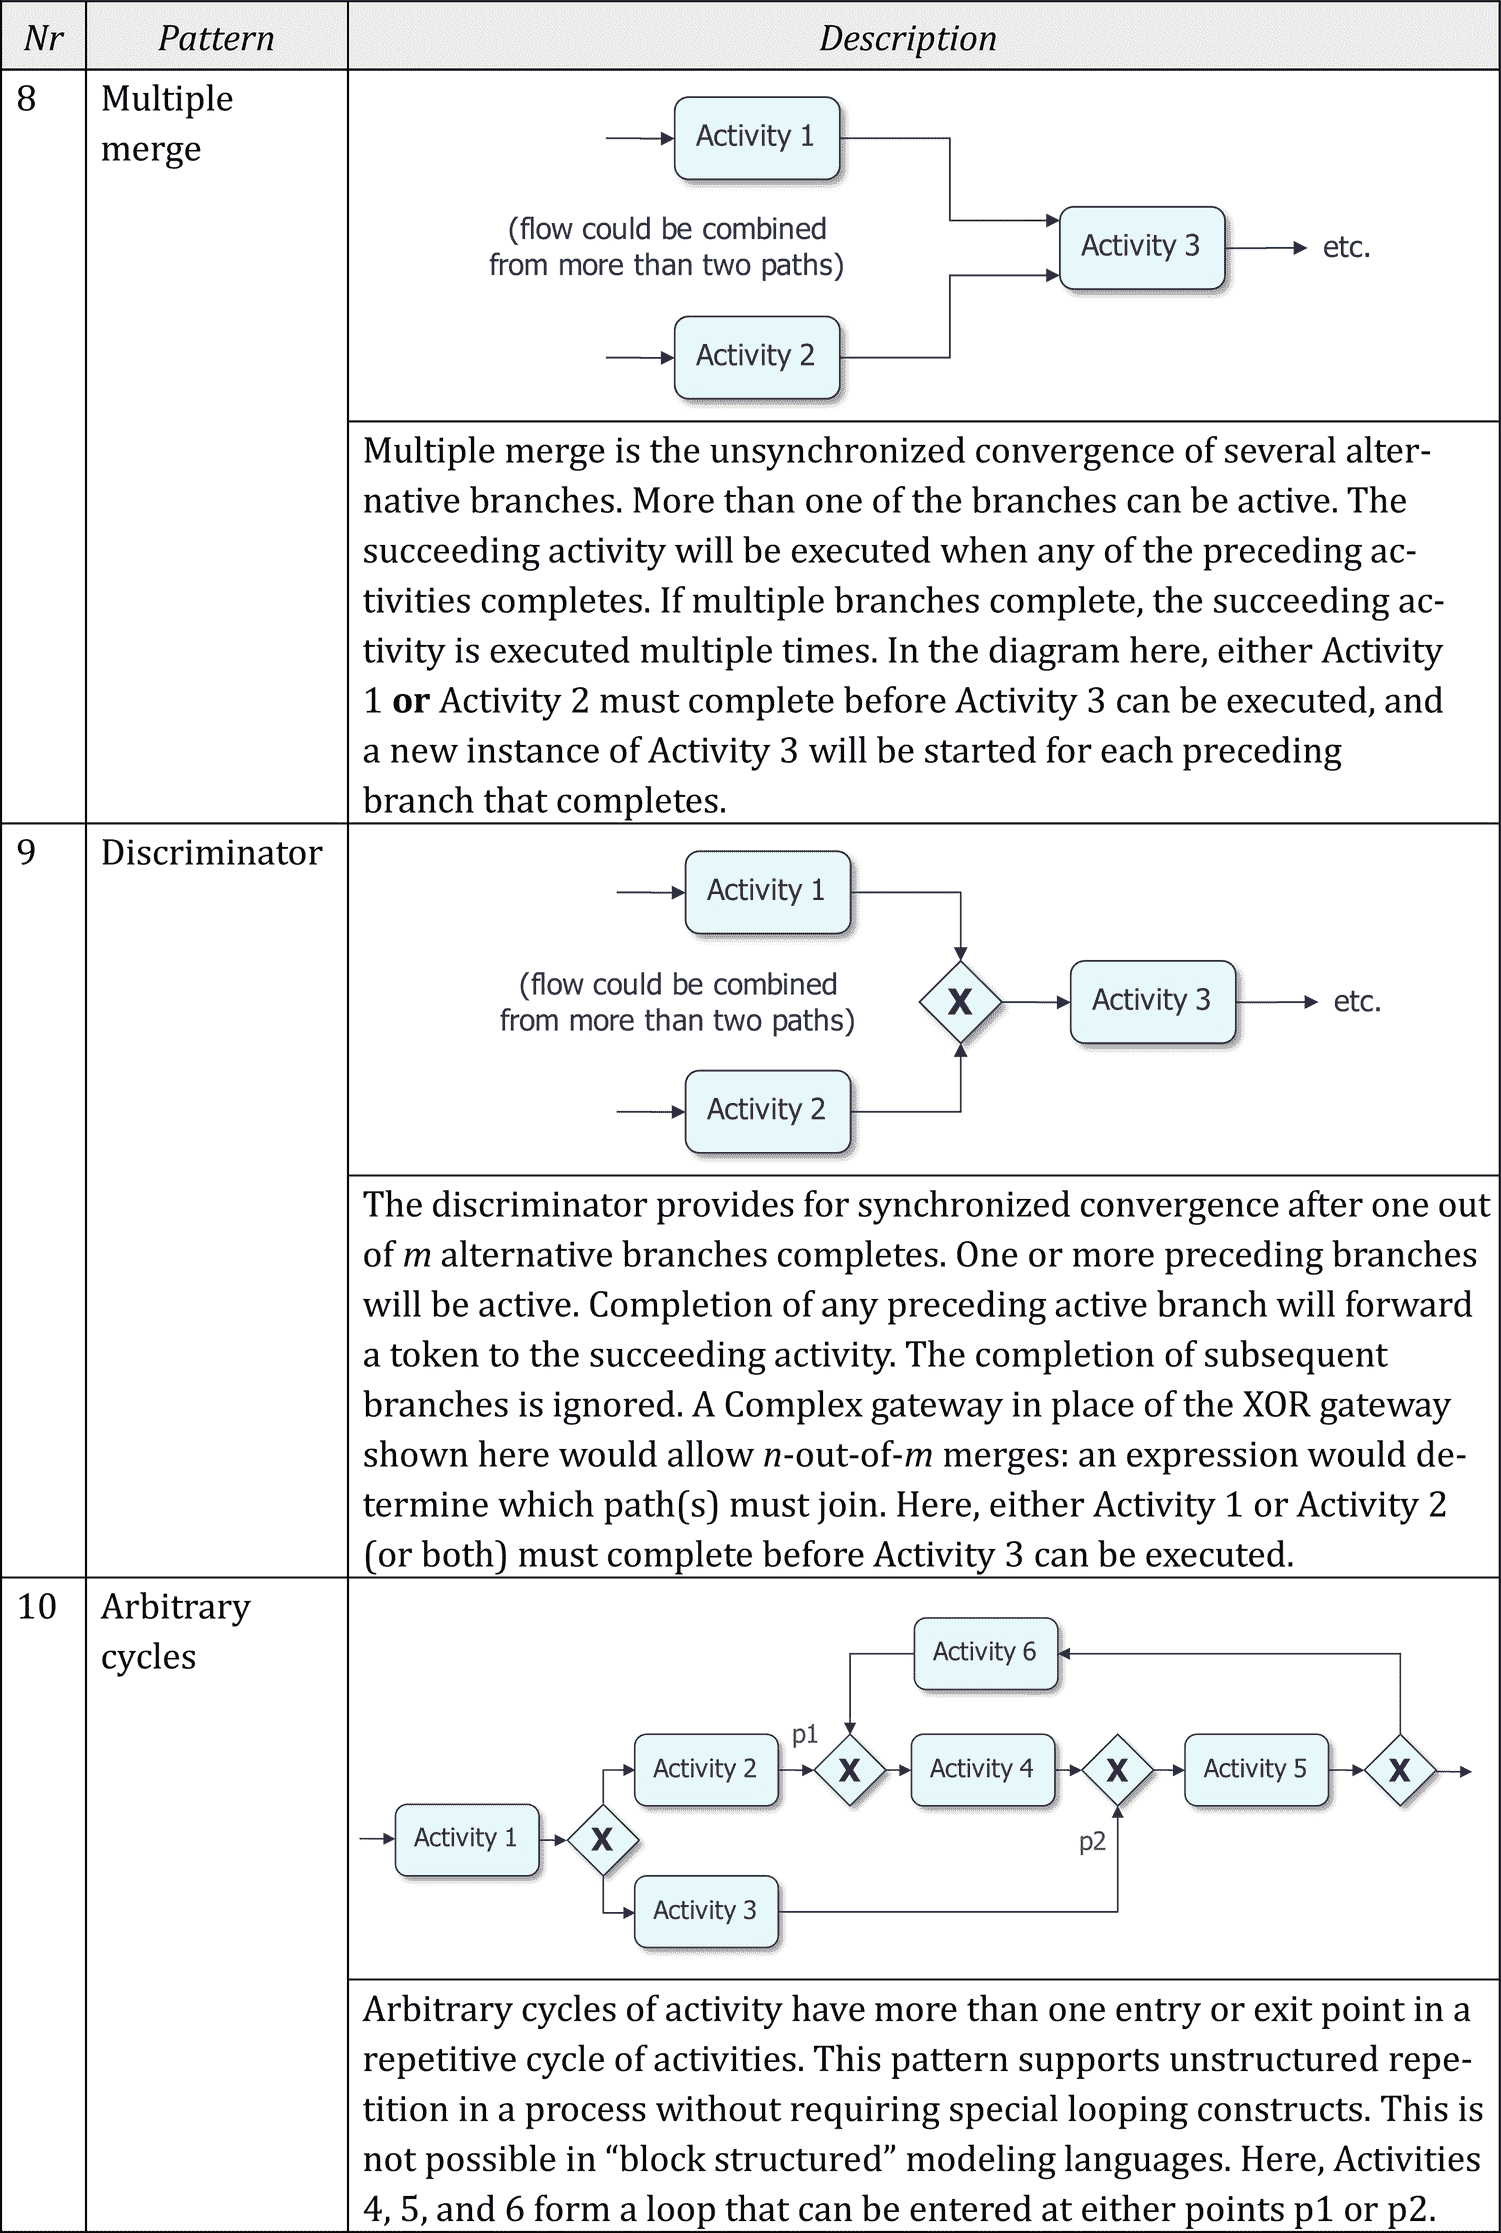 Nr Pattern Description
8 Multiple
merge
Activity 1
(flow could be combined
from more than two paths)
Activity 3 etc.
Activity 2
Multiple merge is the unsynchronized convergence of several alter-
native branches. More than one of the branches can be active. The
succeeding activity will be executed when any of the preceding ac-
tivities completes. If multiple branches complete, the succeeding ac-
tivity is executed multiple times. In the diagram here, either Activity
1 or Activity 2 must complete before Activity 3 can be executed, and
a new instance of Activity 3 will be started for each preceding
branch that completes.
9 Discriminator
Activity 1
(flow could be combined
from more than two paths)
X Activity 3 etc.
Activity 2
The discriminator provides for synchronized convergence after one out
of m alternative branches completes. One or more preceding branches
will be active. Completion of any preceding active branch will forward
a token to the succeeding activity. The completion of subsequent
branches is ignored. A Complex gateway in place of the XOR gateway
shown here would allow n-out-of-m merges: an expression would de-
termine which path(s) must join. Here, either Activity 1 or Activity 2
(or both) must complete before Activity 3 can be executed.
10 Arbitrary
cycles
Activity 6
p1
Activity 2 X Activity 4 X Activity 5 X
Activity 1 X
p2
Activity 3
Arbitrary cycles of activity have more than one entry or exit point in a
repetitive cycle of activities. This pattern supports unstructured repe-
tition in a process without requiring special looping constructs. This is
not possible in “block structured” modeling languages. Here, Activities
4, 5, and 6 form a loop that can be entered at either points p1 or p2.